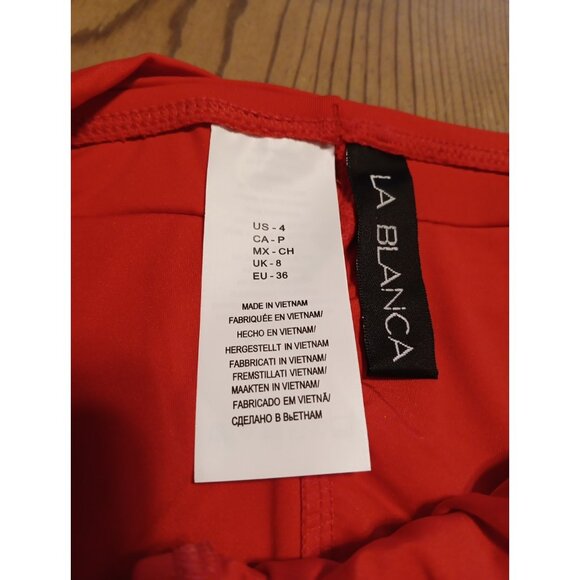 US - 4
CA - P
MX - CH
UK - 8
EU - 36
MADE IN VIETNAM
FABRIQUÉE EN VIETNAM/
HECHO EN VIETNAM/
HERGESTELLT IN VIETNAM/
FABBRICATI IN VIETNAM/
FREMSTILLATI VIETNAM/
MAAKTEN IN VIETNAM/
FABRICADO EM VIETNÃ/
СДЕЛАНО В ВЬЕТНАМ
LA BLANCA